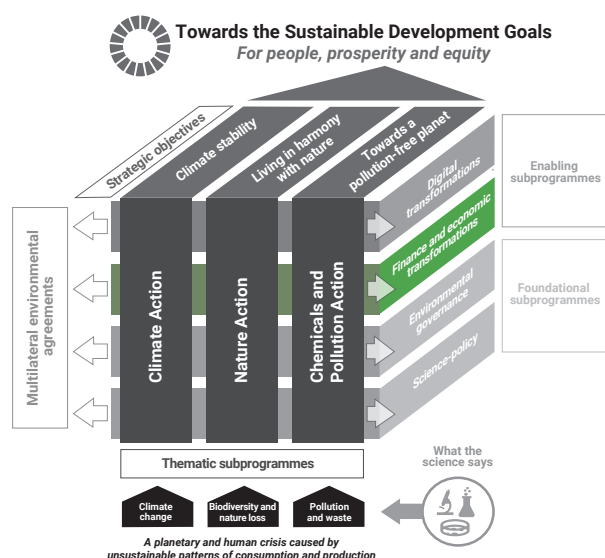 Towards the Sustainable Development Goals
For people, prosperity and equity
Strategic objectives
Climate stability
Living in harmony
with nature
Towards a
pollution-free planet
Digital
transformations
Finance and economic
transformations
Environmental
governance
Science-policy
Enabling
subprogrammes
Foundational
subprogrammes
Multilateral environmental
agreements
Climate Action
Nature Action
Chemicals and
Pollution Action
Thematic subprogrammes
What the
science says
Climate
change
Biodiversity and
nature loss
Pollution
and waste
A planetary and human crisis caused by
unsustainable patterns of consumption and production